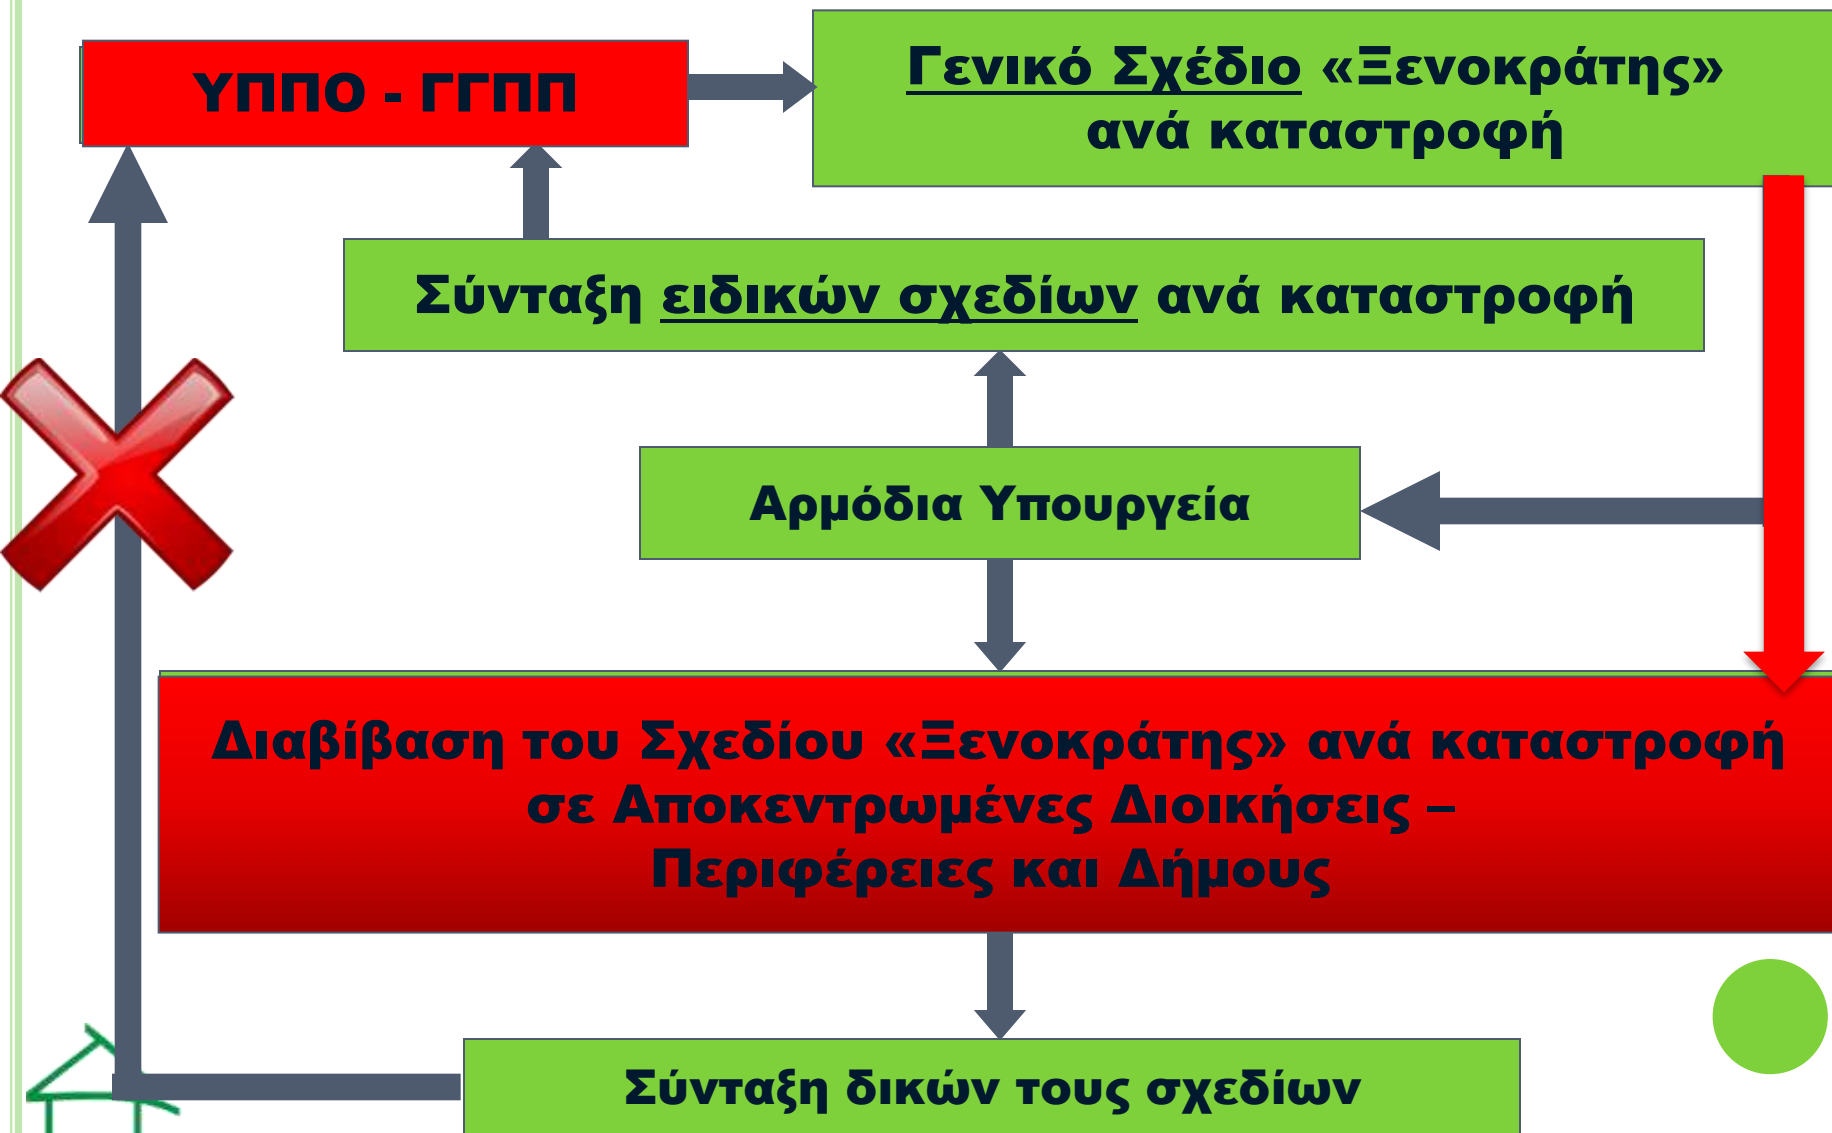 ΥΠΠΟ - ΓΓΠΠ
Γενικό Σχέδιο «Ξενοκράτης»
ανά καταστροφή
Σύνταξη ειδικών σχεδίων ανά καταστροφή
Αρμόδια Υπουργεία
Διαβίβαση του Σχεδίου «Ξενοκράτης» ανά καταστροφή
σε Αποκεντρωμένες Διοικήσεις –
Περιφέρειες και Δήμους
Σύνταξη δικών τους σχεδίων